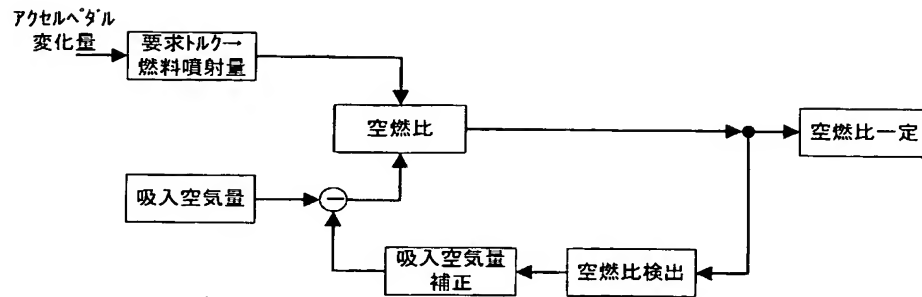 アクセルペダル
変化量
要求トルク→
燃料噴射量
空燃比
空燃比一定
吸入空気量
−
吸入空気量
補正
空燃比検出